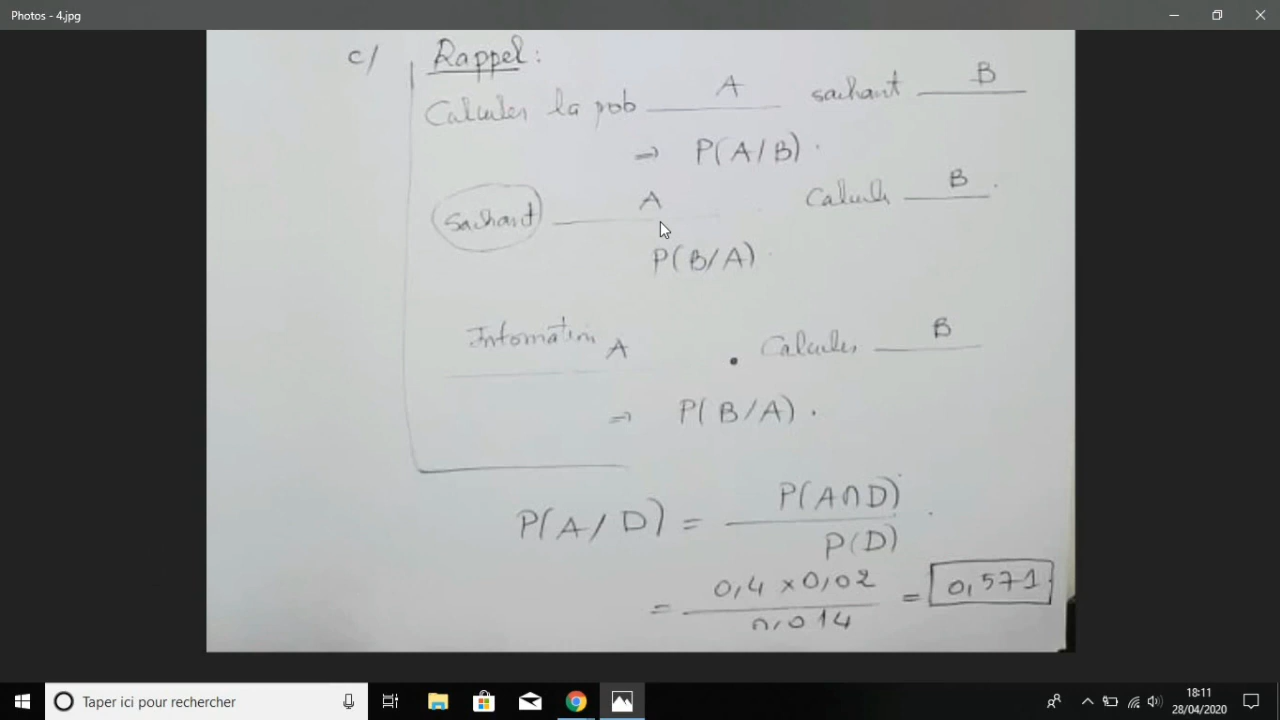 Photos - 4.jpg
c/ Rappel:
Calculer la prob A sachant B
⇒ P(A/B).
Sachant A Calculer B.
P(B/A).
Information A . Calculer B
⇒ P(B/A).
P(A/D) = P(A∩D) / P(D).
= 0,4 x 0,02 / 0,014 = 0,571
Taper ici pour rechercher
18:11
28/04/2020